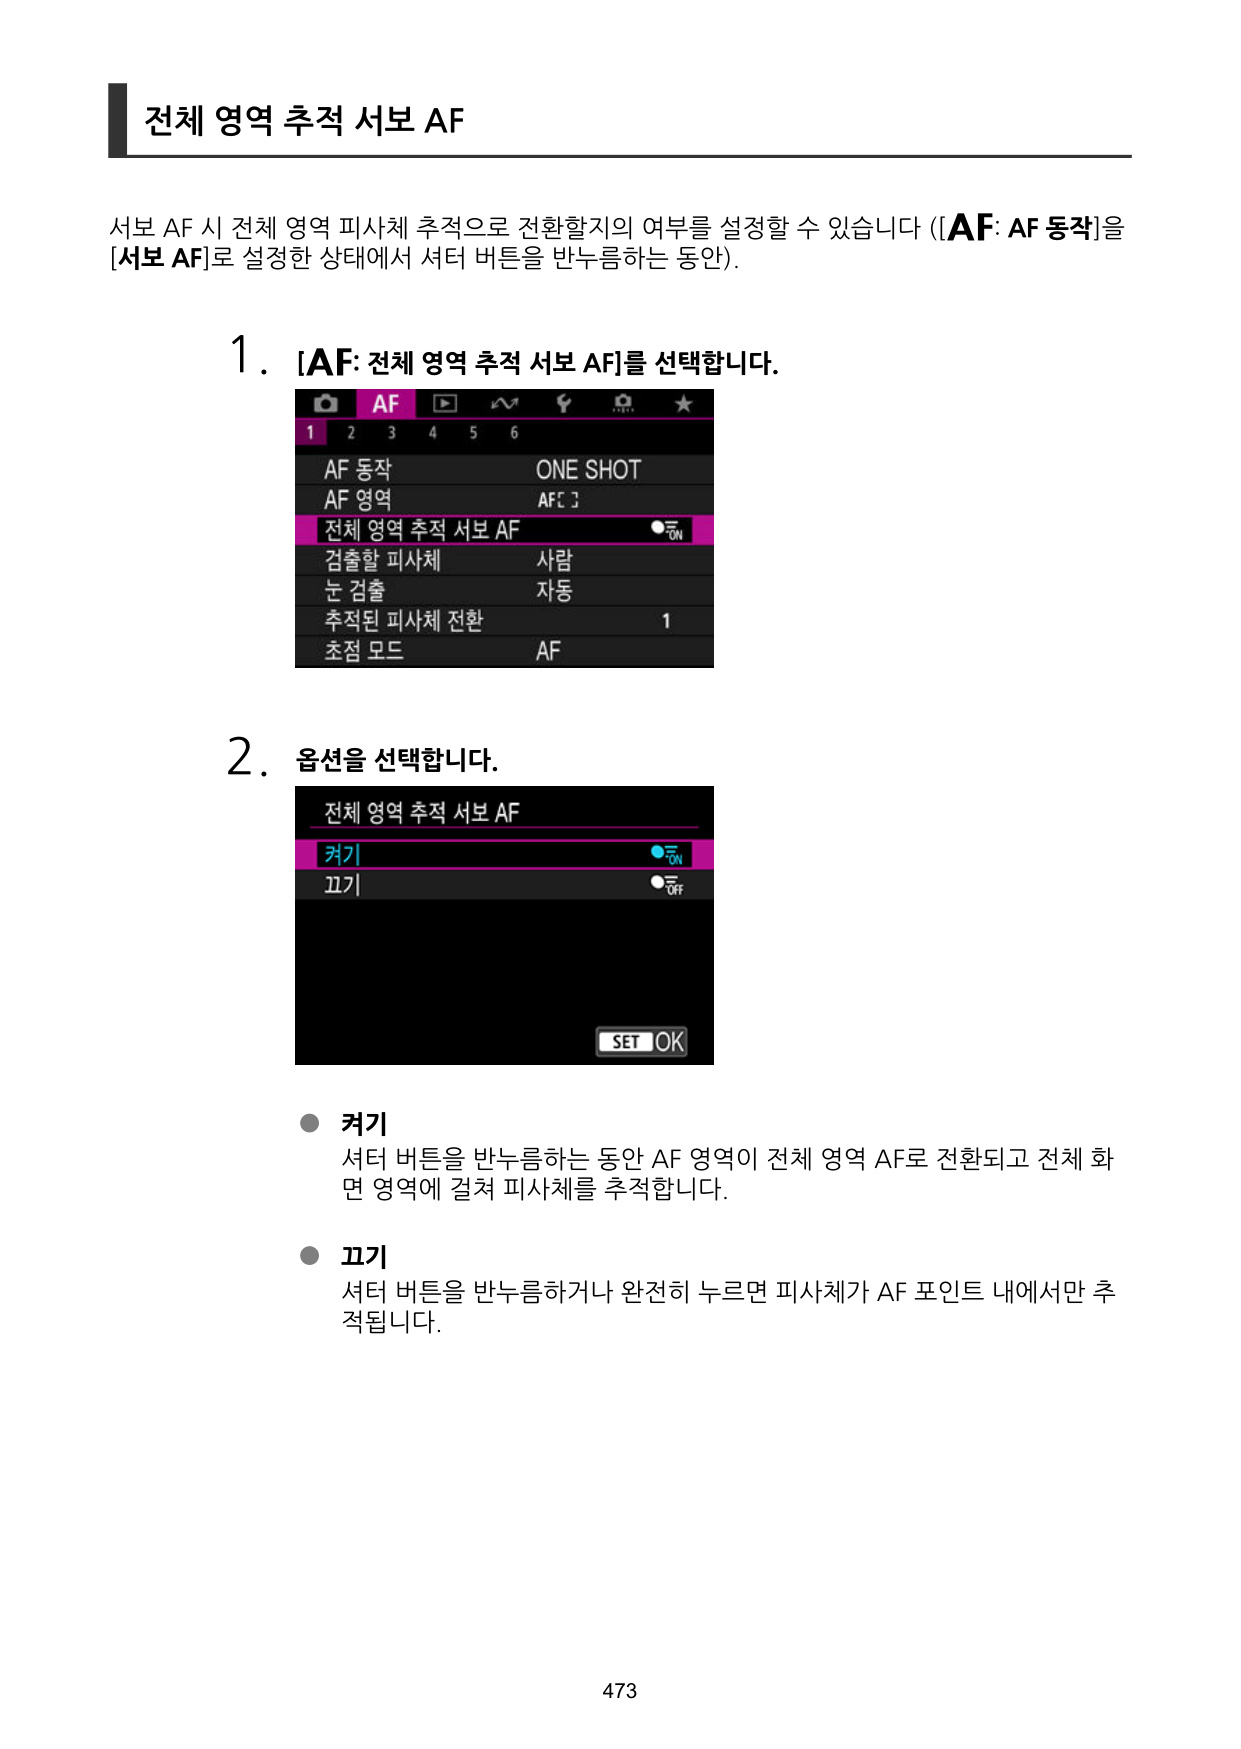 전체 영역 추적 서보 AF
서보 AF 시 전체 영역 피사체 추적으로 전환할지의 여부를 설정할 수 있습니다 ([AF: AF 동작]을
[서보 AF]로 설정한 상태에서 셔터 버튼을 반누름하는 동안).
1. [AF: 전체 영역 추적 서보 AF]를 선택합니다.
AF
1 2 3 4 5 6
AF 동작 ONE SHOT
AF 영역 AF[ ]
전체 영역 추적 서보 AF ON
검출할 피사체 사람
눈 검출 자동
추적된 피사체 전환 1
초점 모드 AF
2. 옵션을 선택합니다.
전체 영역 추적 서보 AF
켜기 ON
끄기 OFF
SET OK
● 켜기
셔터 버튼을 반누름하는 동안 AF 영역이 전체 영역 AF로 전환되고 전체 화
면 영역에 걸쳐 피사체를 추적합니다.
● 끄기
셔터 버튼을 반누름하거나 완전히 누르면 피사체가 AF 포인트 내에서만 추
적됩니다.
473